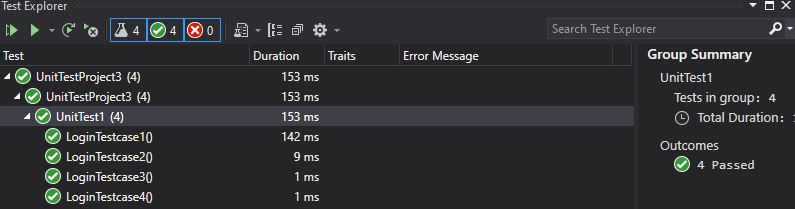 Test Explorer
4 4 0
Search Test Explorer
Test Duration Traits Error Message
UnitTestProject3 (4) 153 ms
UnitTestProject3 (4) 153 ms
UnitTest1 (4) 153 ms
LoginTestcase1() 142 ms
LoginTestcase2() 9 ms
LoginTestcase3() 1 ms
LoginTestcase4() 1 ms
Group Summary
UnitTest1
Tests in group: 4
Total Duration:
Outcomes
4 Passed